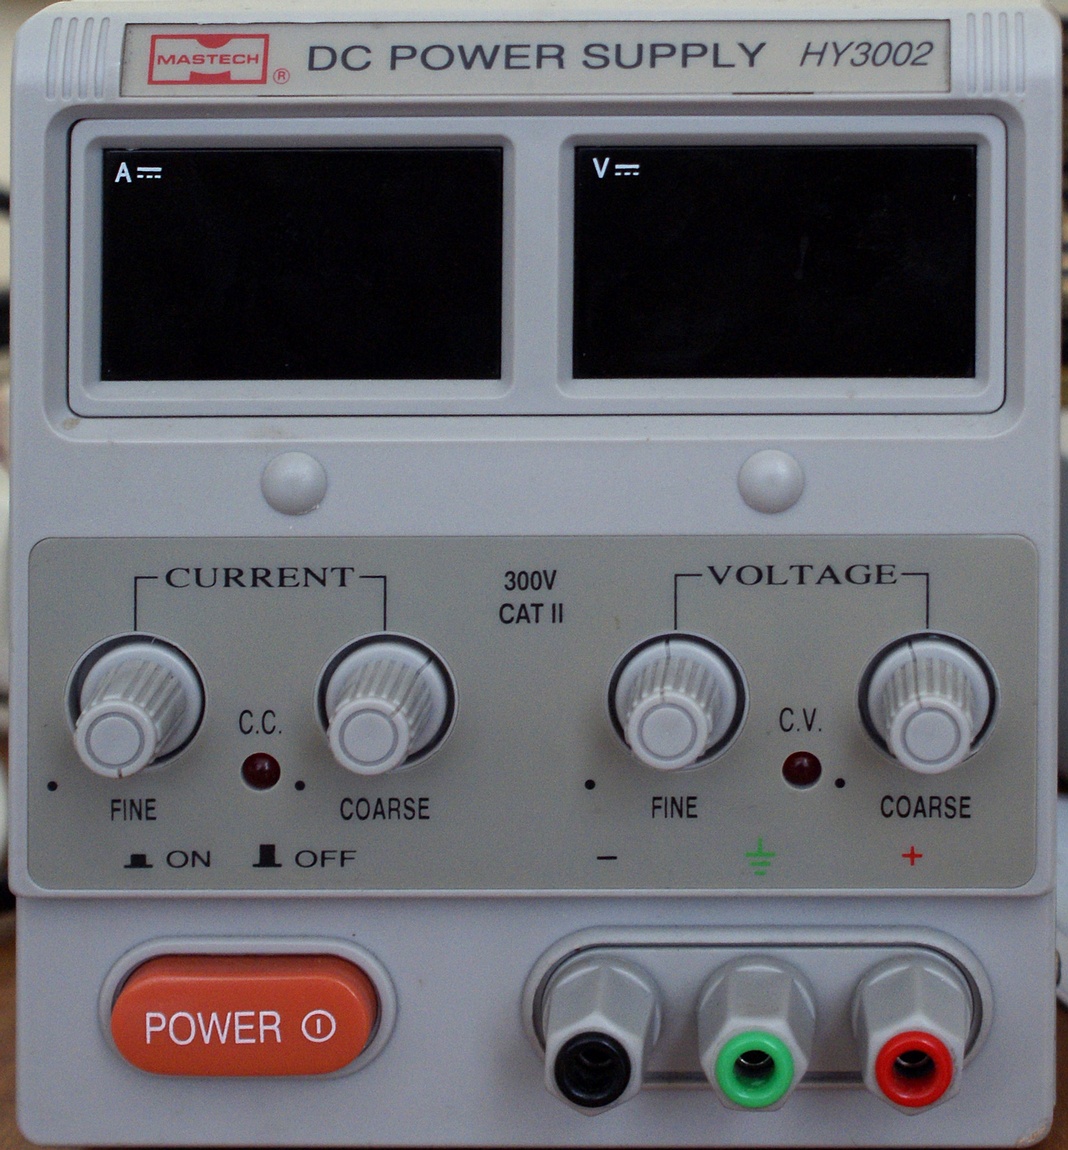 MASTECH ® DC POWER SUPPLY HY3002
A V
CURRENT 300V VOLTAGE
CAT II
C.C. C.V.
FINE COARSE FINE COARSE
ON OFF − +
POWER